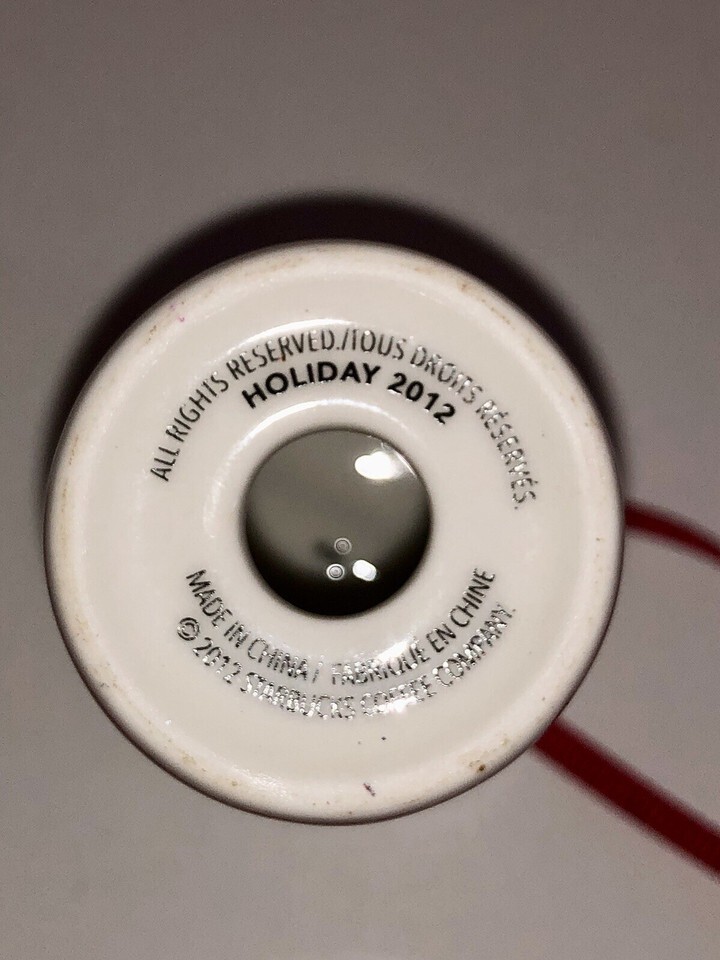 ALL RIGHTS RESERVED./TOUS DROITS RÉSERVÉS.
HOLIDAY 2012
MADE IN CHINA / FABRIQUÉ EN CHINE
© 2012 STARBUCKS COFFEE COMPANY.